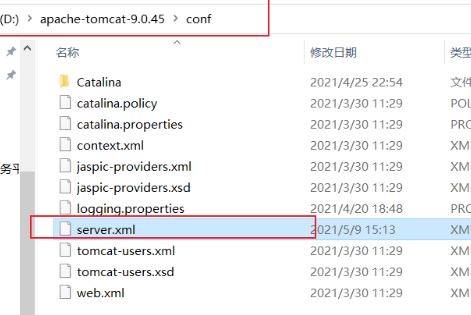 (D:) > apache-tomcat-9.0.45 > conf
名称 修改日期 类型
Catalina 2021/4/25 22:54 文件
catalina.policy 2021/3/30 11:29 POL
catalina.properties 2021/3/30 11:29 PRO
context.xml 2021/3/30 11:29 XM
jaspic-providers.xml 2021/3/30 11:29 XM
jaspic-providers.xsd 2021/3/30 11:29 XM
务平
logging.properties 2021/4/20 18:48 PRO
server.xml 2021/5/9 15:13 XM
tomcat-users.xml 2021/3/30 11:29 XM
tomcat-users.xsd 2021/3/30 11:29 XM
web.xml 2021/3/30 11:29 XM